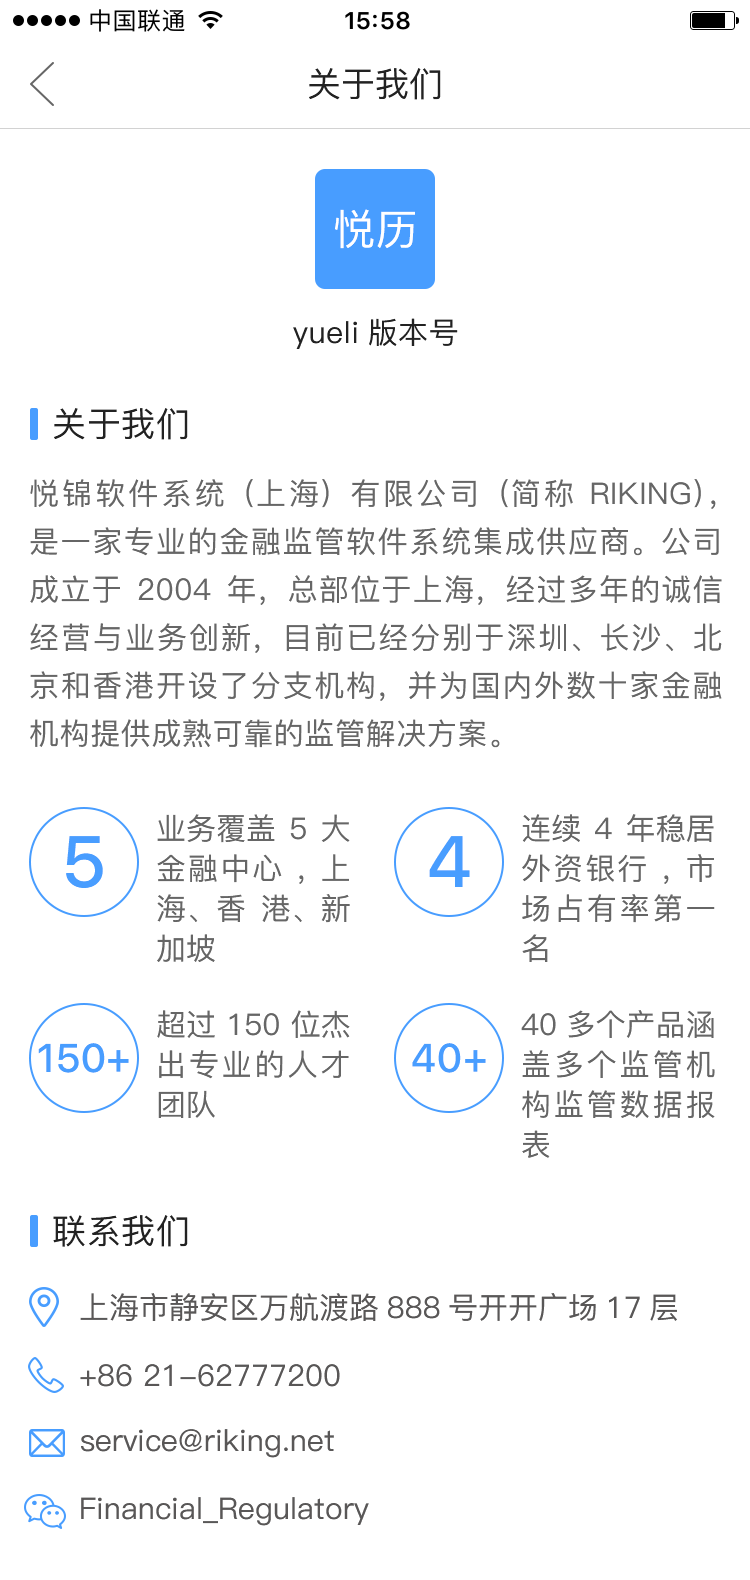 中国联通 15:58
关于我们
悦历
yueli 版本号
关于我们
悦锦软件系统（上海）有限公司（简称 RIKING），
是一家专业的金融监管软件系统集成供应商。公司
成立于 2004 年，总部位于上海，经过多年的诚信
经营与业务创新，目前已经分别于深圳、长沙、北
京和香港开设了分支机构，并为国内外数十家金融
机构提供成熟可靠的监管解决方案。
5
业务覆盖 5 大
金融中心 ，上
海、香 港、新
加坡
4
连续 4 年稳居
外资银行 ，市
场占有率第一
名
150+
超过 150 位杰
出专业的人才
团队
40+
40 多个产品涵
盖多个监管机
构监管数据报
表
联系我们
上海市静安区万航渡路 888 号开开广场 17 层
+86 21-62777200
service@riking.net
Financial_Regulatory